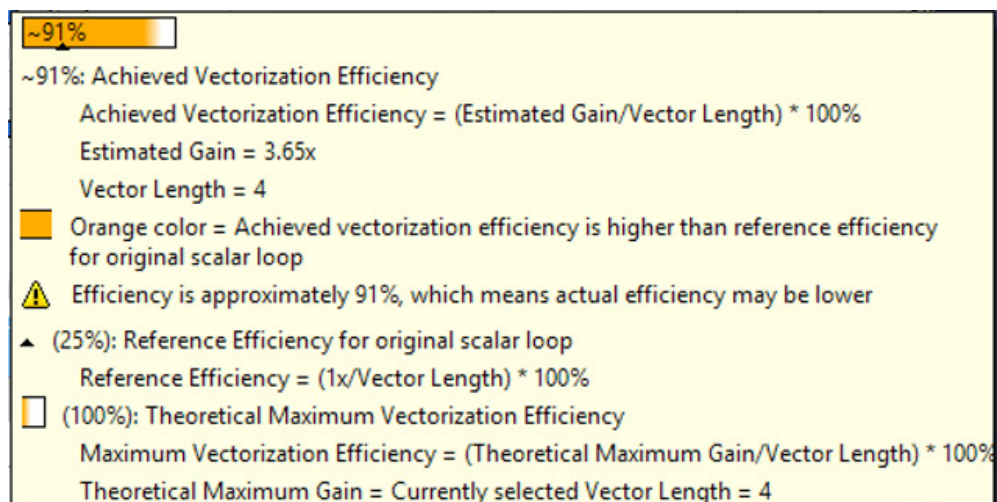 ~91%
~91%: Achieved Vectorization Efficiency
Achieved Vectorization Efficiency = (Estimated Gain/Vector Length) * 100%
Estimated Gain = 3.65x
Vector Length = 4
Orange color = Achieved vectorization efficiency is higher than reference efficiency
for original scalar loop
Efficiency is approximately 91%, which means actual efficiency may be lower
(25%): Reference Efficiency for original scalar loop
Reference Efficiency = (1x/Vector Length) * 100%
(100%): Theoretical Maximum Vectorization Efficiency
Maximum Vectorization Efficiency = (Theoretical Maximum Gain/Vector Length) * 100%
Theoretical Maximum Gain = Currently selected Vector Length = 4